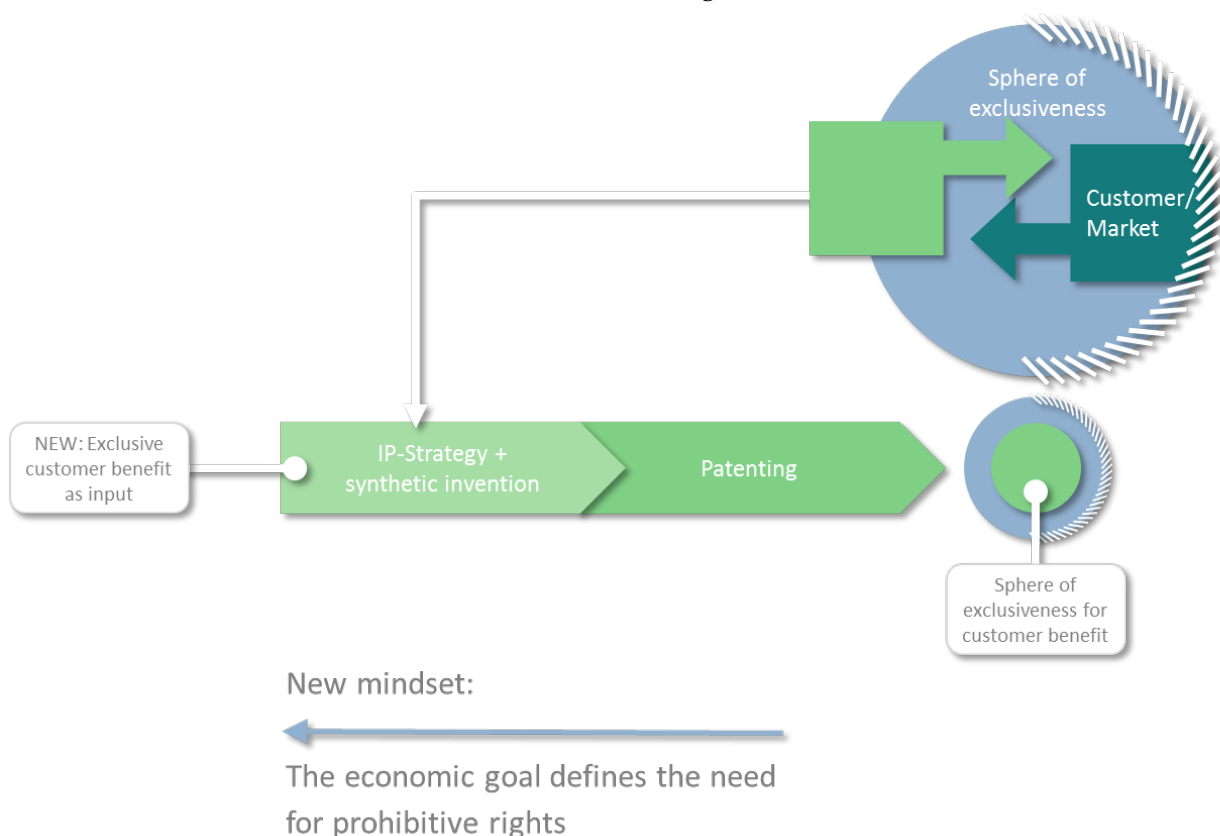 Sphere of
exclusiveness
Customer/
Market
NEW: Exclusive
customer benefit
as input
IP-Strategy +
synthetic invention
Patenting
Sphere of
exclusiveness for
customer benefit
New mindset:
The economic goal defines the need
for prohibitive rights